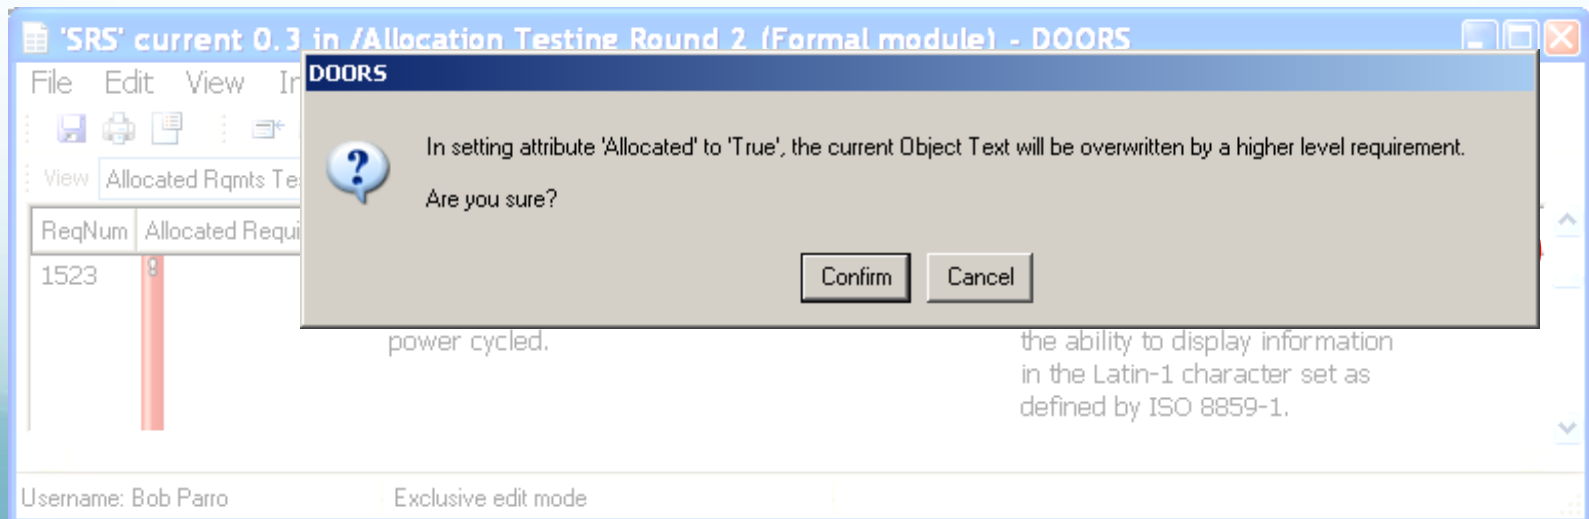 'SRS' current 0.3 in /Allocation Testing Round 2 (Formal module) - DOORS
File Edit View
DOORS
In setting attribute 'Allocated' to 'True', the current Object Text will be overwritten by a higher level requirement.
Are you sure?
View Allocated Rqmts
ReqNum Allocated
1523
Confirm Cancel
power cycled.
the ability to display information
in the Latin-1 character set as
defined by ISO 8859-1.
Username: Bob Parro Exclusive edit mode